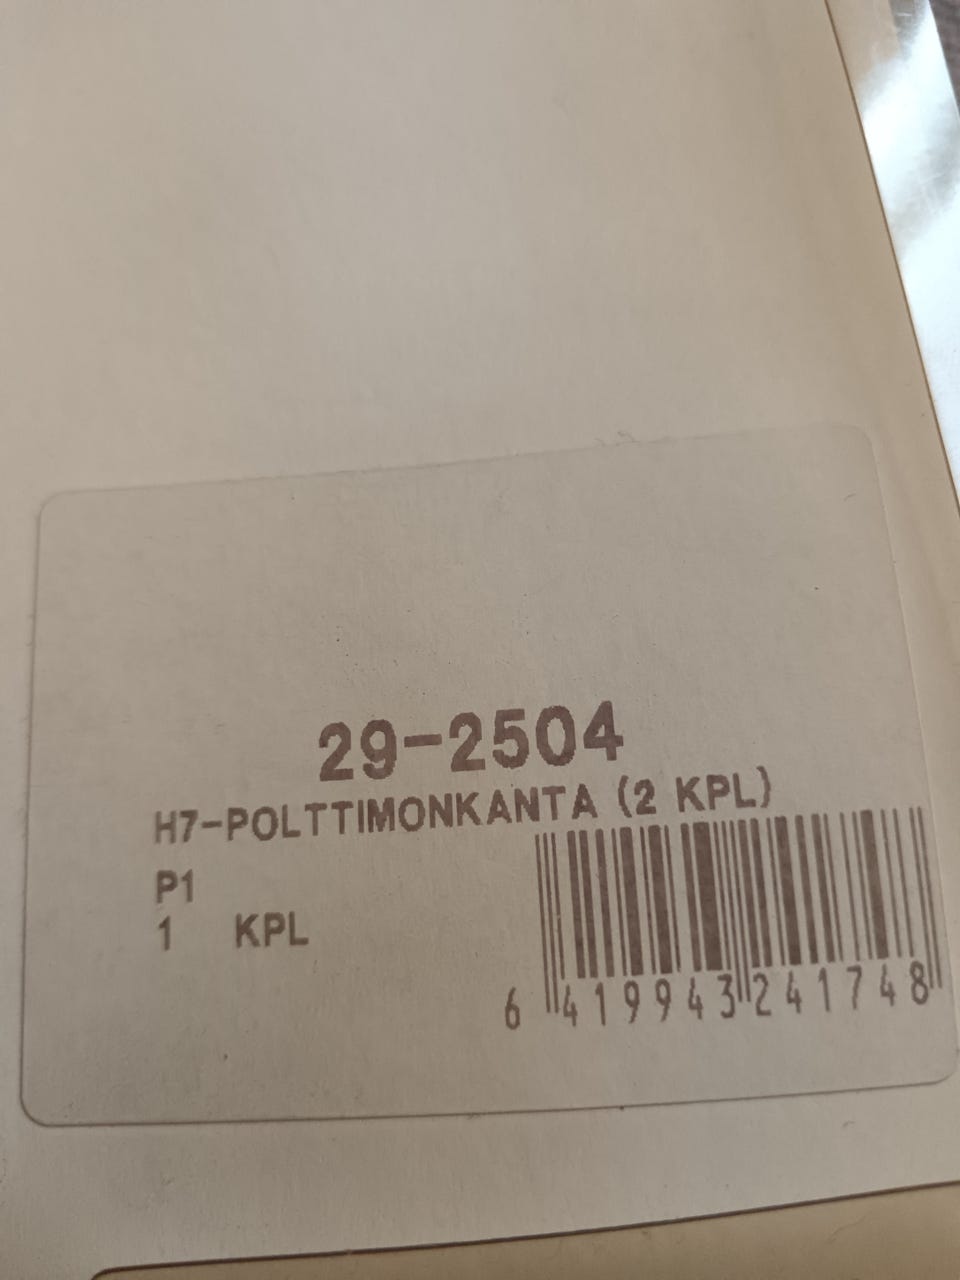 29-2504
H7-POLTTIMONKANTA (2 KPL)
P1
1 KPL
6 419943 241748